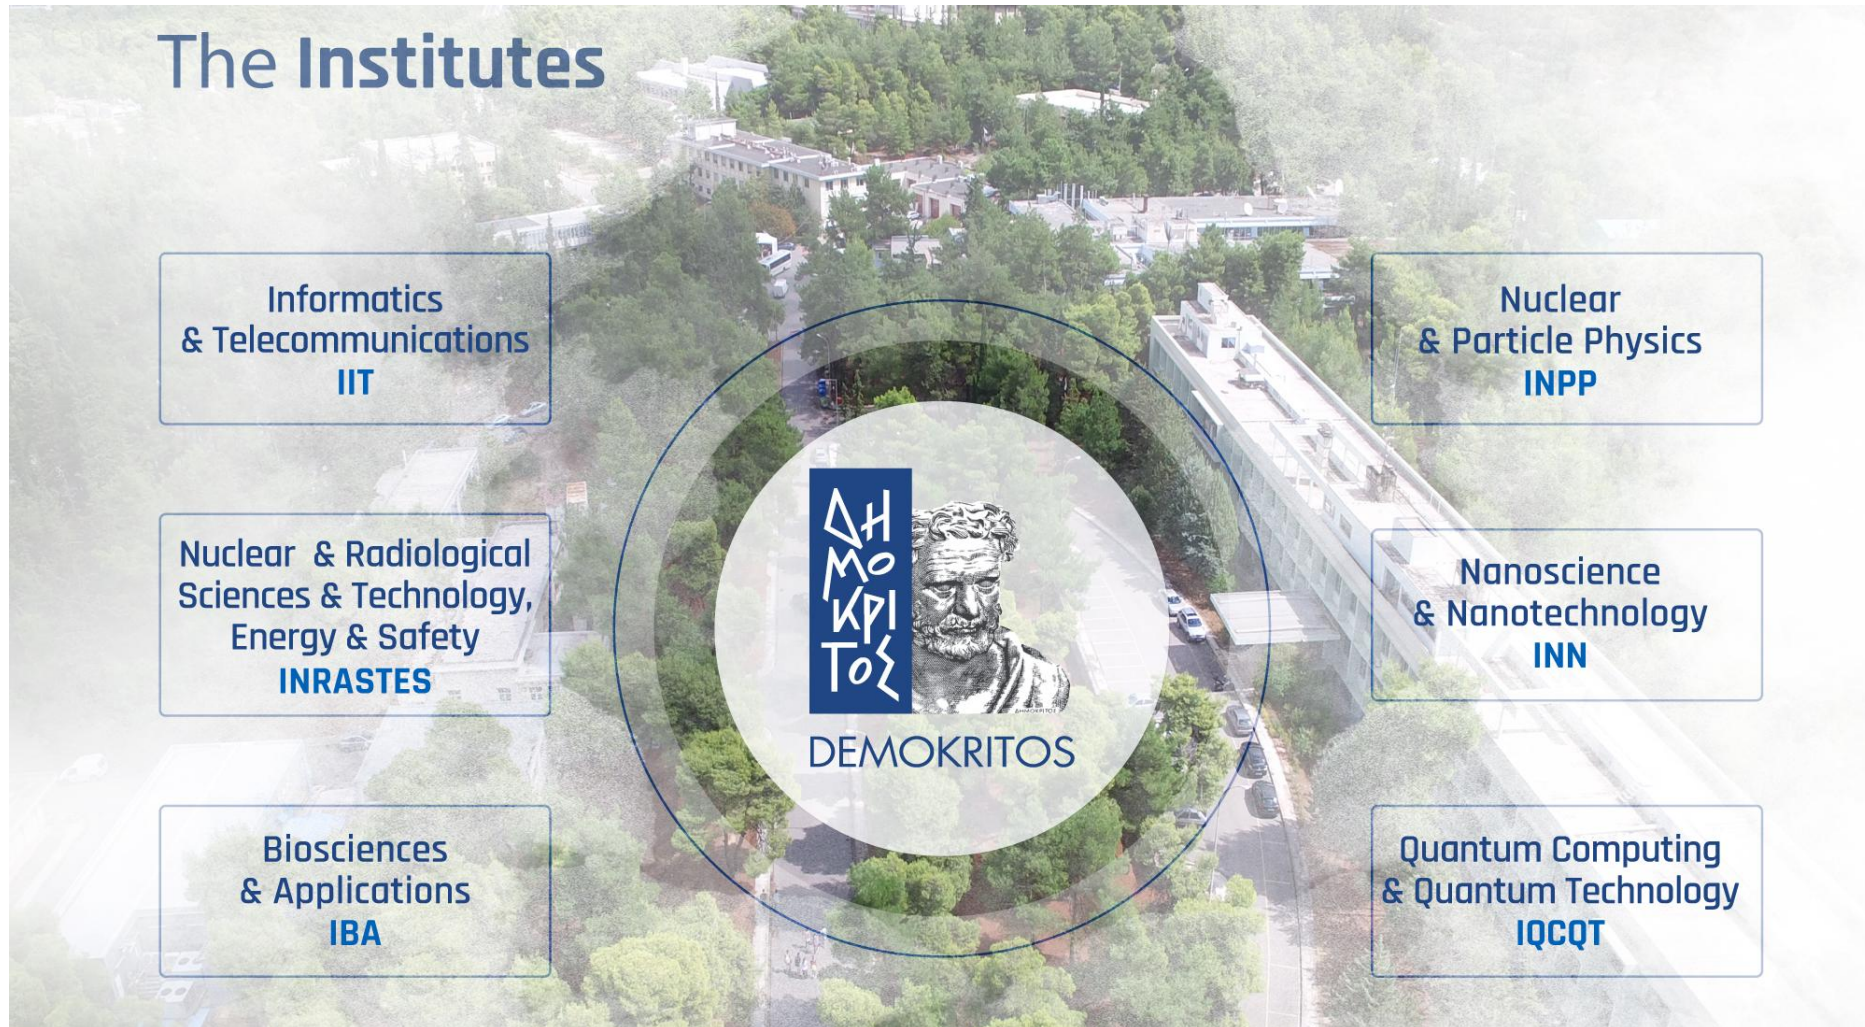 The Institutes
Informatics
& Telecommunications
IIT
Nuclear & Radiological
Sciences & Technology,
Energy & Safety
INRASTES
Biosciences
& Applications
IBA
ΔΗ
ΜΟ
ΚΡΙ
ΤΟΣ
ΔΗΜΟΚΡΙΤΟΣ
DEMOKRITOS
Nuclear
& Particle Physics
INPP
Nanoscience
& Nanotechnology
INN
Quantum Computing
& Quantum Technology
IQCQT